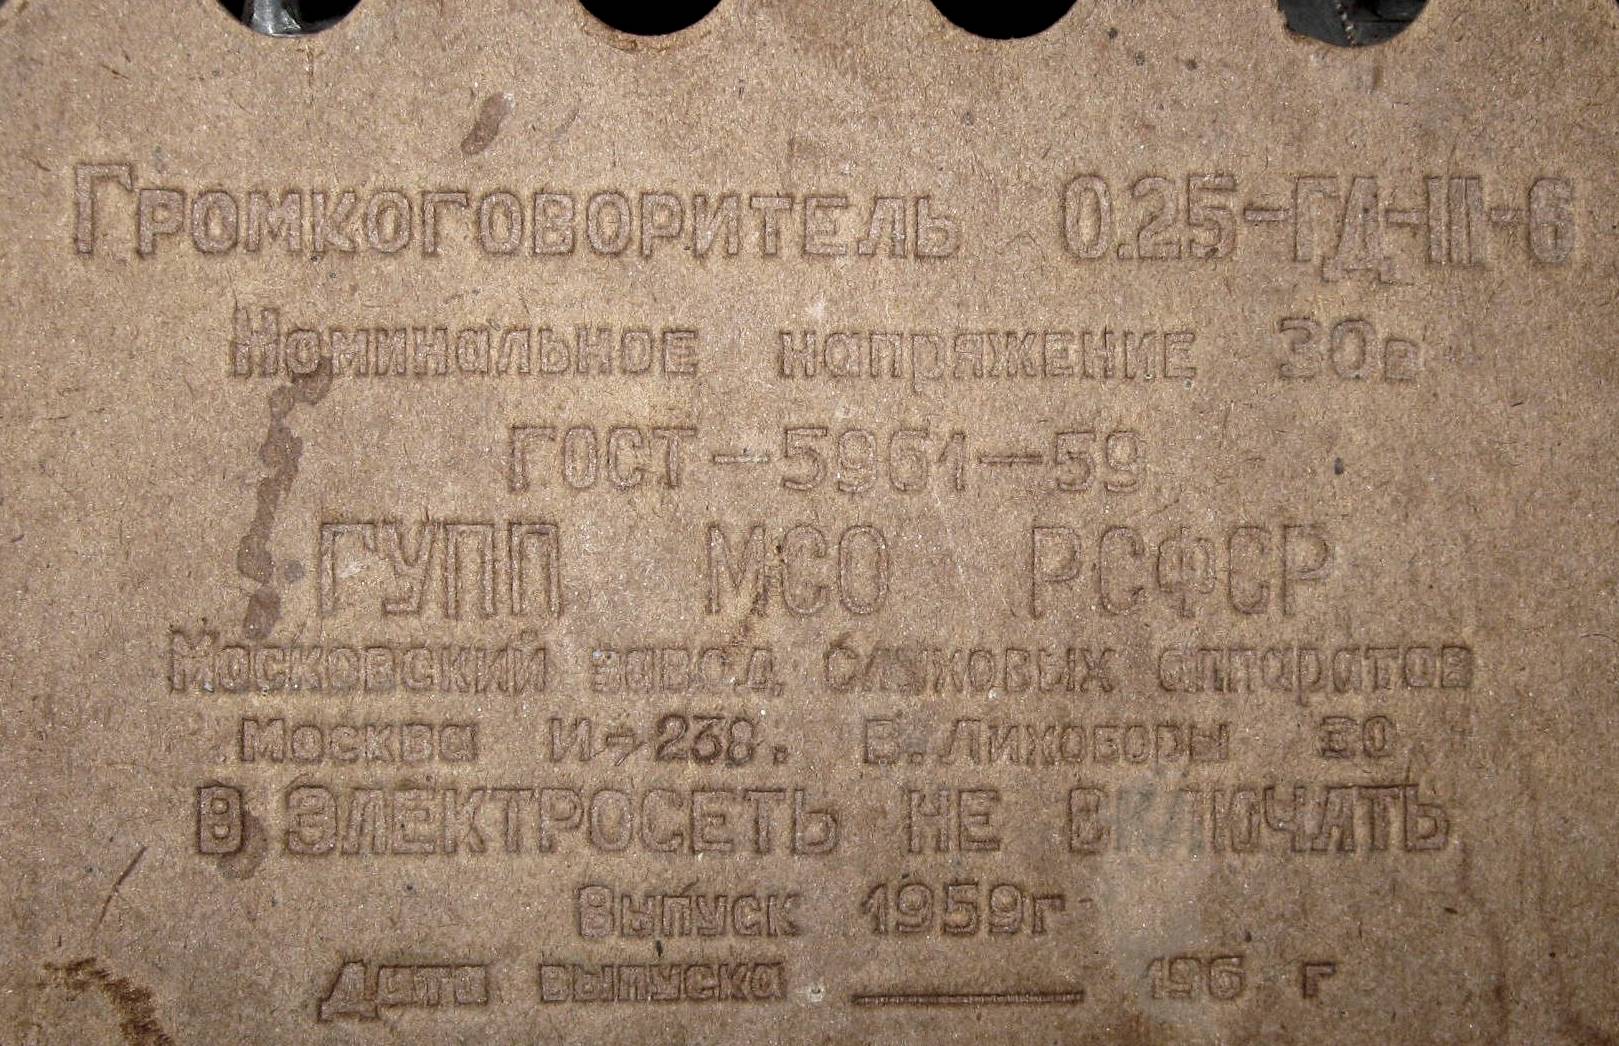 Громкоговоритель 0.25-ГД-III-6
Номинальное напряжение 30в
ГОСТ-5961-59
ГУПП МСО РСФСР
Московский завод слуховых аппаратов
Москва И-238. В. Лихоборы 30
В ЭЛЕКТРОСЕТЬ НЕ ВКЛЮЧАТЬ
Выпуск 1959г
Дата выпуска 196 г